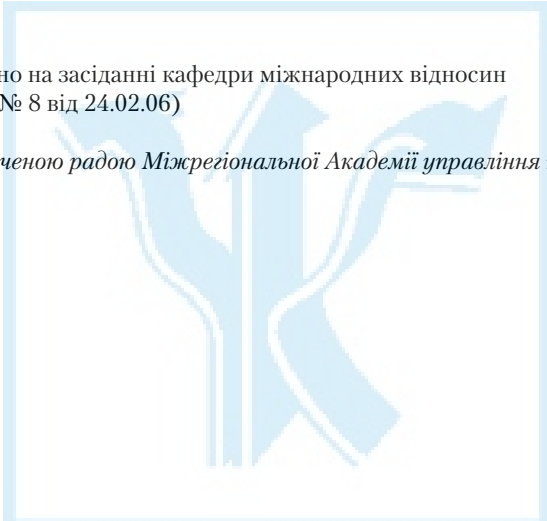 но на засіданні кафедри міжнародних відносин
№ 8 від 24.02.06)
ченою радою Міжрегіональної Академії управління